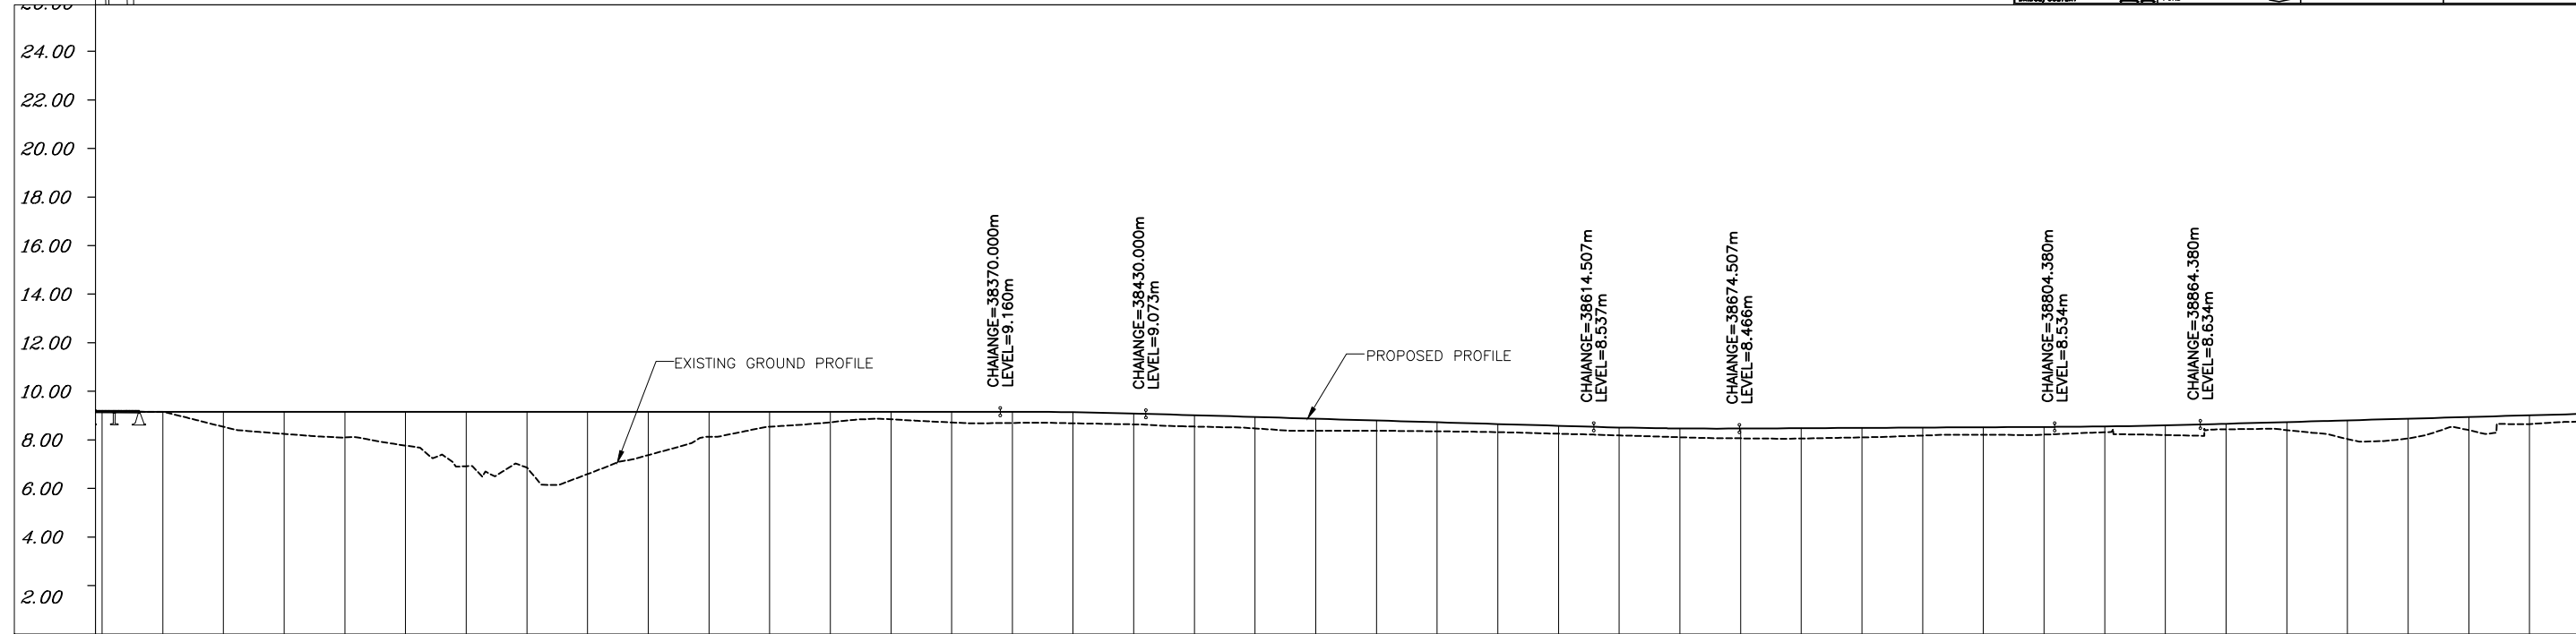 24.00
22.00
20.00
18.00
16.00
14.00
12.00
10.00
8.00
6.00
4.00
2.00
EXISTING GROUND PROFILE
CHAIANGE=38370.000m
LEVEL=9.160m
CHAIANGE=38430.000m
LEVEL=9.073m
PROPOSED PROFILE
CHAIANGE=38614.507m
LEVEL=8.537m
CHAIANGE=38674.507m
LEVEL=8.466m
CHAIANGE=38804.380m
LEVEL=8.534m
CHAIANGE=38864.380m
LEVEL=8.634m